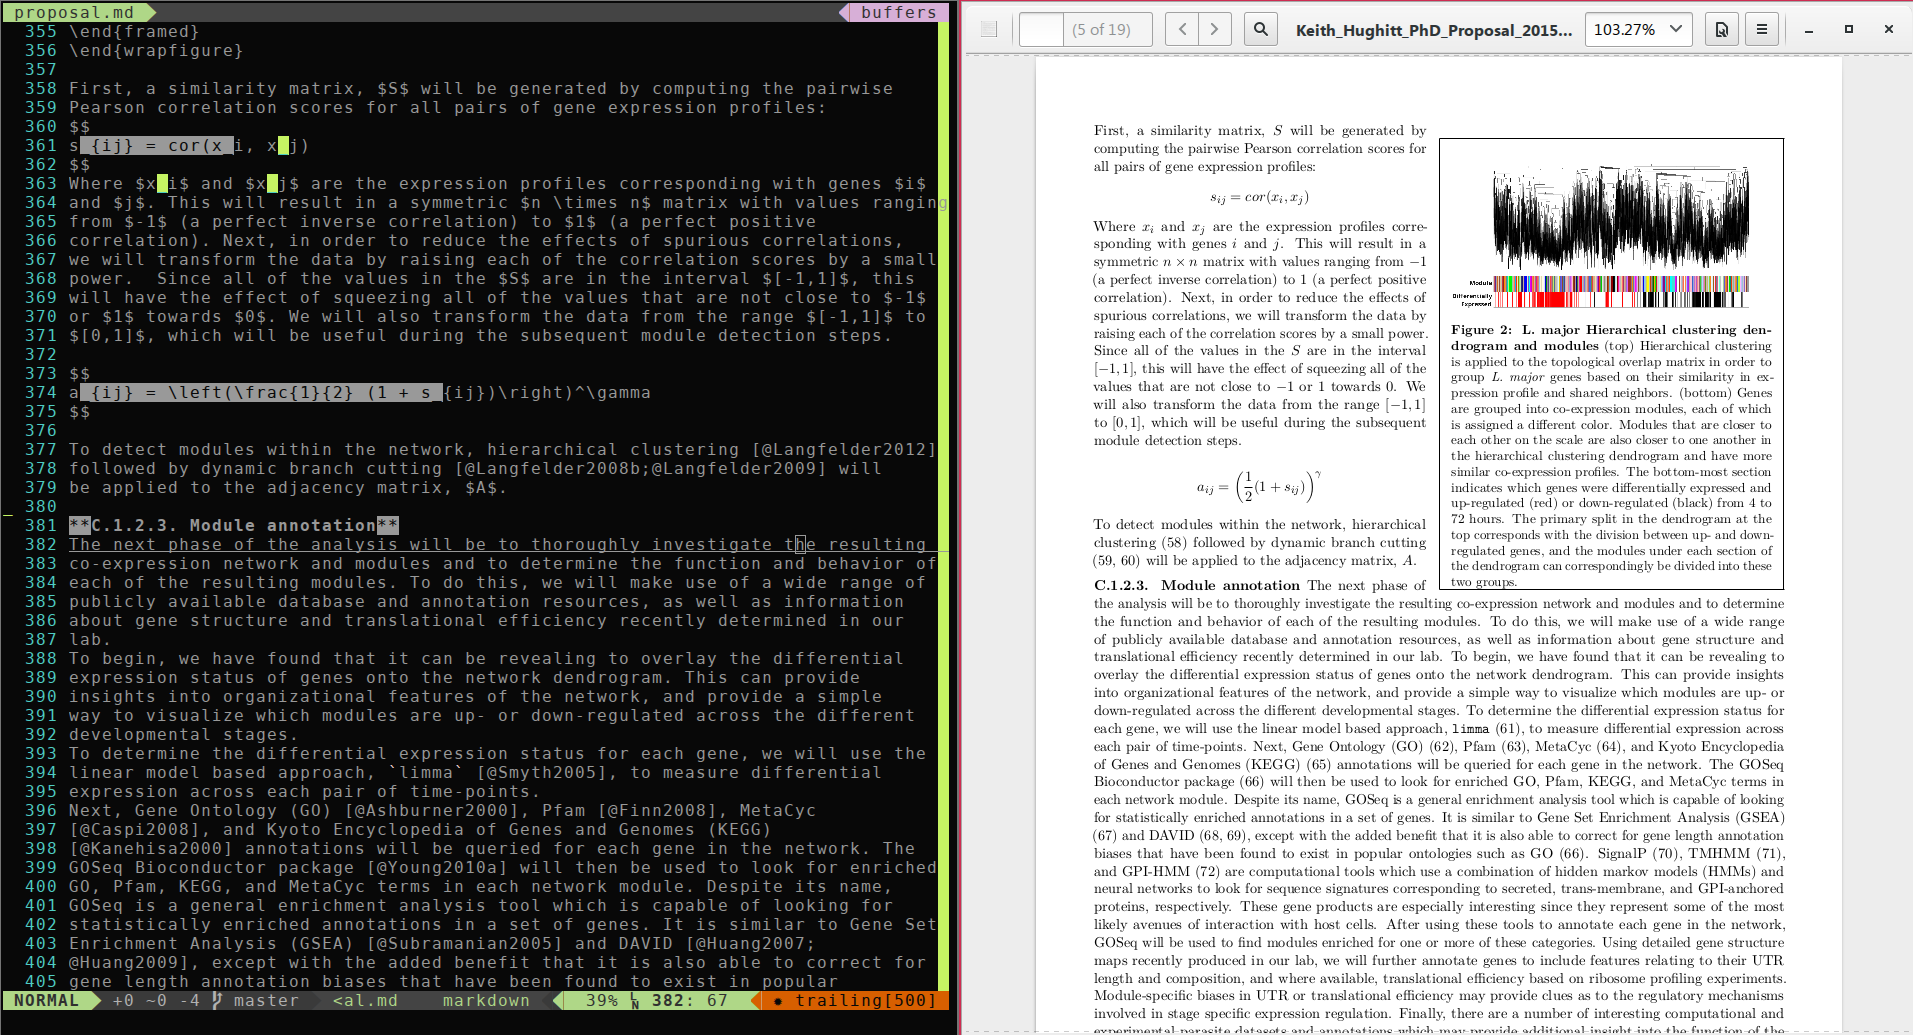 proposal.md
buffers
355 \end{framed}
356 \end{wrapfigure}
357
358 First, a similarity matrix, $S$ will be generated by computing the pairwise
359 Pearson correlation scores for all pairs of gene expression profiles:
360 $$
361 s_{ij} = cor(x_i, x_j)
362 $$
363 Where $x_i$ and $x_j$ are the expression profiles corresponding with genes $i$
364 and $j$. This will result in a symmetric $n \times n$ matrix with values ranging
365 from $-1$ (a perfect inverse correlation) to $1$ (a perfect positive
366 correlation). Next, in order to reduce the effects of spurious correlations,
367 we will transform the data by raising each of the correlation scores by a small
368 power.  Since all of the values in the $S$ are in the interval $[-1,1]$, this
369 will have the effect of squeezing all of the values that are not close to $-1$
370 or $1$ towards $0$. We will also transform the data from the range $[-1,1]$ to
371 $[0,1]$, which will be useful during the subsequent module detection steps.
372
373 $$
374 a_{ij} = \left(\frac{1}{2} (1 + s_{ij})\right)^\gamma
375 $$
376
377 To detect modules within the network, hierarchical clustering [@Langfelder2012]
378 followed by dynamic branch cutting [@Langfelder2008b;@Langfelder2009] will
379 be applied to the adjacency matrix, $A$.
380
381 **C.1.2.3. Module annotation**
382 The next phase of the analysis will be to thoroughly investigate the resulting
383 co-expression network and modules and to determine the function and behavior of
384 each of the resulting modules. To do this, we will make use of a wide range of
385 publicly available database and annotation resources, as well as information
386 about gene structure and translational efficiency recently determined in our
387 lab.
388 To begin, we have found that it can be revealing to overlay the differential
389 expression status of genes onto the network dendrogram. This can provide
390 insights into organizational features of the network, and provide a simple
391 way to visualize which modules are up- or down-regulated across the different
392 developmental stages.
393 To determine the differential expression status for each gene, we will use the
394 linear model based approach, `limma` [@Smyth2005], to measure differential
395 expression across each pair of time-points.
396 Next, Gene Ontology (GO) [@Ashburner2000], Pfam [@Finn2008], MetaCyc
397 [@Caspi2008], and Kyoto Encyclopedia of Genes and Genomes (KEGG)
398 [@Kanehisa2000] annotations will be queried for each gene in the network. The
399 GOSeq Bioconductor package [@Young2010a] will then be used to look for enriched
400 GO, Pfam, KEGG, and MetaCyc terms in each network module. Despite its name,
401 GOSeq is a general enrichment analysis tool which is capable of looking for
402 statistically enriched annotations in a set of genes. It is similar to Gene Set
403 Enrichment Analysis (GSEA) [@Subramanian2005] and DAVID [@Huang2007;
404 @Huang2009], except with the added benefit that it is also able to correct for
405 gene length annotation biases that have been found to exist in popular
NORMAL +0 ~0 -4 master <al.md markdown 39% LN 382: 67 trailing[500]
(5 of 19)
Keith_Hughitt_PhD_Proposal_2015...
103.27%
First, a similarity matrix, S will be generated by
computing the pairwise Pearson correlation scores for
all pairs of gene expression profiles:
s_ij = cor(x_i, x_j)
Where x_i and x_j are the expression profiles corre-
sponding with genes i and j. This will result in a
symmetric n × n matrix with values ranging from −1
(a perfect inverse correlation) to 1 (a perfect positive
correlation). Next, in order to reduce the effects of
spurious correlations, we will transform the data by
raising each of the correlation scores by a small power.
Since all of the values in the S are in the interval
[−1, 1], this will have the effect of squeezing all of the
values that are not close to −1 or 1 towards 0. We
will also transform the data from the range [−1, 1]
to [0, 1], which will be useful during the subsequent
module detection steps.
a_ij = (1/2 (1 + s_ij))^γ
To detect modules within the network, hierarchical
clustering (58) followed by dynamic branch cutting
(59, 60) will be applied to the adjacency matrix, A.
Module
Differentially
Expressed
Figure 2: L. major Hierarchical clustering den-
drogram and modules (top) Hierarchical clustering
is applied to the topological overlap matrix in order to
group L. major genes based on their similarity in ex-
pression profile and shared neighbors. (bottom) Genes
are grouped into co-expression modules, each of which
is assigned a different color. Modules that are closer to
each other on the scale are also closer to one another in
the hierarchical clustering dendrogram and have more
similar co-expression profiles. The bottom-most section
indicates which genes were differentially expressed and
up-regulated (red) or down-regulated (black) from 4 to
72 hours. The primary split in the dendrogram at the
top corresponds with the division between up- and down-
regulated genes, and the modules under each section of
the dendrogram can correspondingly be divided into these
two groups.
C.1.2.3. Module annotation The next phase of
the analysis will be to thoroughly investigate the resulting co-expression network and modules and to determine
the function and behavior of each of the resulting modules. To do this, we will make use of a wide range
of publicly available database and annotation resources, as well as information about gene structure and
translational efficiency recently determined in our lab. To begin, we have found that it can be revealing to
overlay the differential expression status of genes onto the network dendrogram. This can provide insights
into organizational features of the network, and provide a simple way to visualize which modules are up- or
down-regulated across the different developmental stages. To determine the differential expression status for
each gene, we will use the linear model based approach, limma (61), to measure differential expression across
each pair of time-points. Next, Gene Ontology (GO) (62), Pfam (63), MetaCyc (64), and Kyoto Encyclopedia
of Genes and Genomes (KEGG) (65) annotations will be queried for each gene in the network. The GOSeq
Bioconductor package (66) will then be used to look for enriched GO, Pfam, KEGG, and MetaCyc terms in
each network module. Despite its name, GOSeq is a general enrichment analysis tool which is capable of looking
for statistically enriched annotations in a set of genes. It is similar to Gene Set Enrichment Analysis (GSEA)
(67) and DAVID (68, 69), except with the added benefit that it is also able to correct for gene length annotation
biases that have been found to exist in popular ontologies such as GO (66). SignalP (70), TMHMM (71),
and GPI-HMM (72) are computational tools which use a combination of hidden markov models (HMMs) and
neural networks to look for sequence signatures corresponding to secreted, trans-membrane, and GPI-anchored
proteins, respectively. These gene products are especially interesting since they represent some of the most
likely avenues of interaction with host cells. After using these tools to annotate each gene in the network,
GOSeq will be used to find modules enriched for one or more of these categories. Using detailed gene structure
maps recently produced in our lab, we will further annotate genes to include features relating to their UTR
length and composition, and where available, translational efficiency based on ribosome profiling experiments.
Module-specific biases in UTR or translational efficiency may provide clues as to the regulatory mechanisms
involved in stage specific expression regulation. Finally, there are a number of interesting computational and
experimental parasite datasets and annotations which may provide additional insight into the function of the